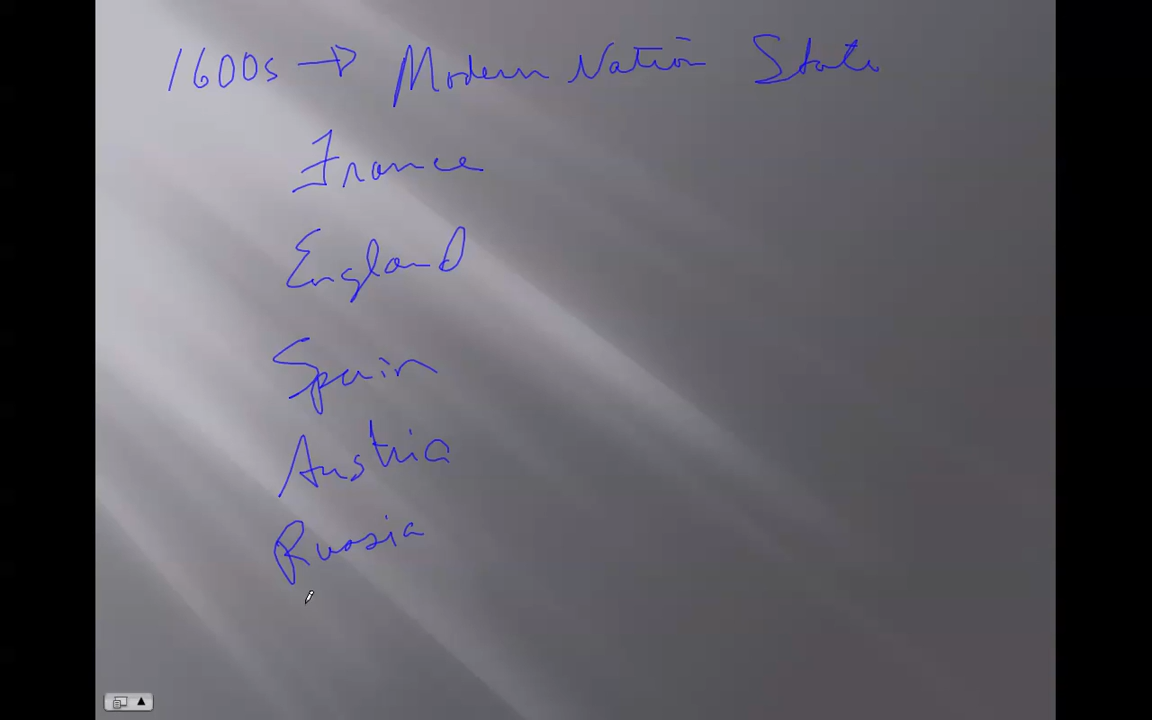 1600s → Modern Nation State
France
England
Spain
Austria
Russia